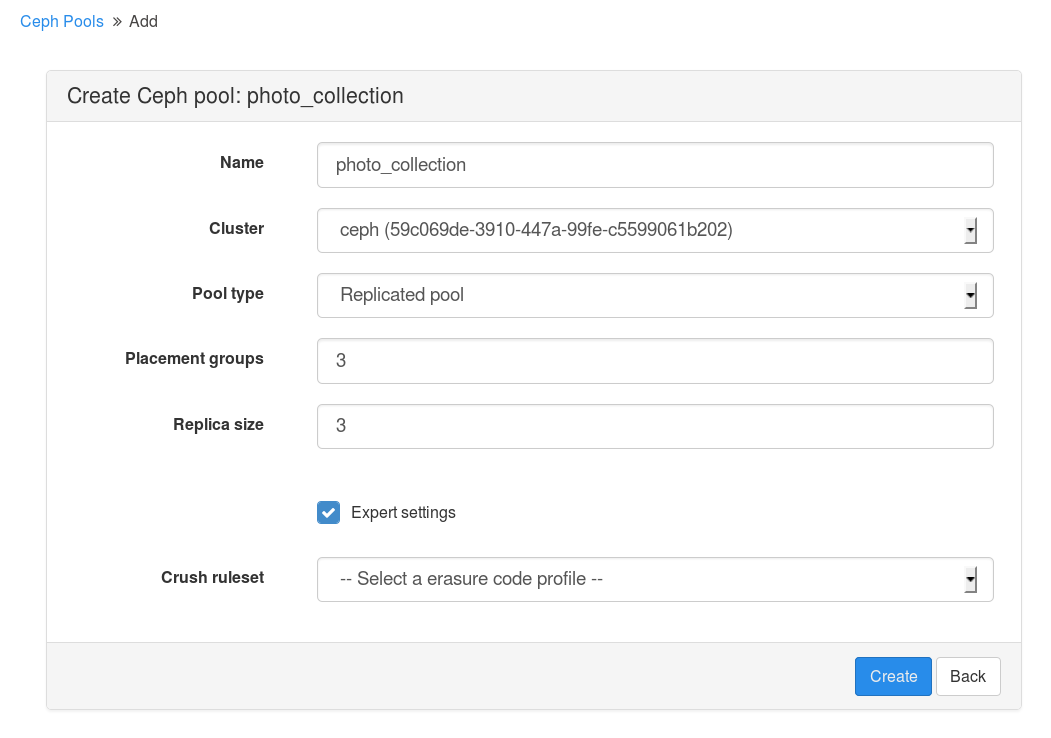 Ceph Pools » Add
Create Ceph pool: photo_collection
Name photo_collection
Cluster ceph (59c069de-3910-447a-99fe-c5599061b202)
Pool type Replicated pool
Placement groups 3
Replica size 3
Expert settings
Crush ruleset -- Select a erasure code profile --
Create Back